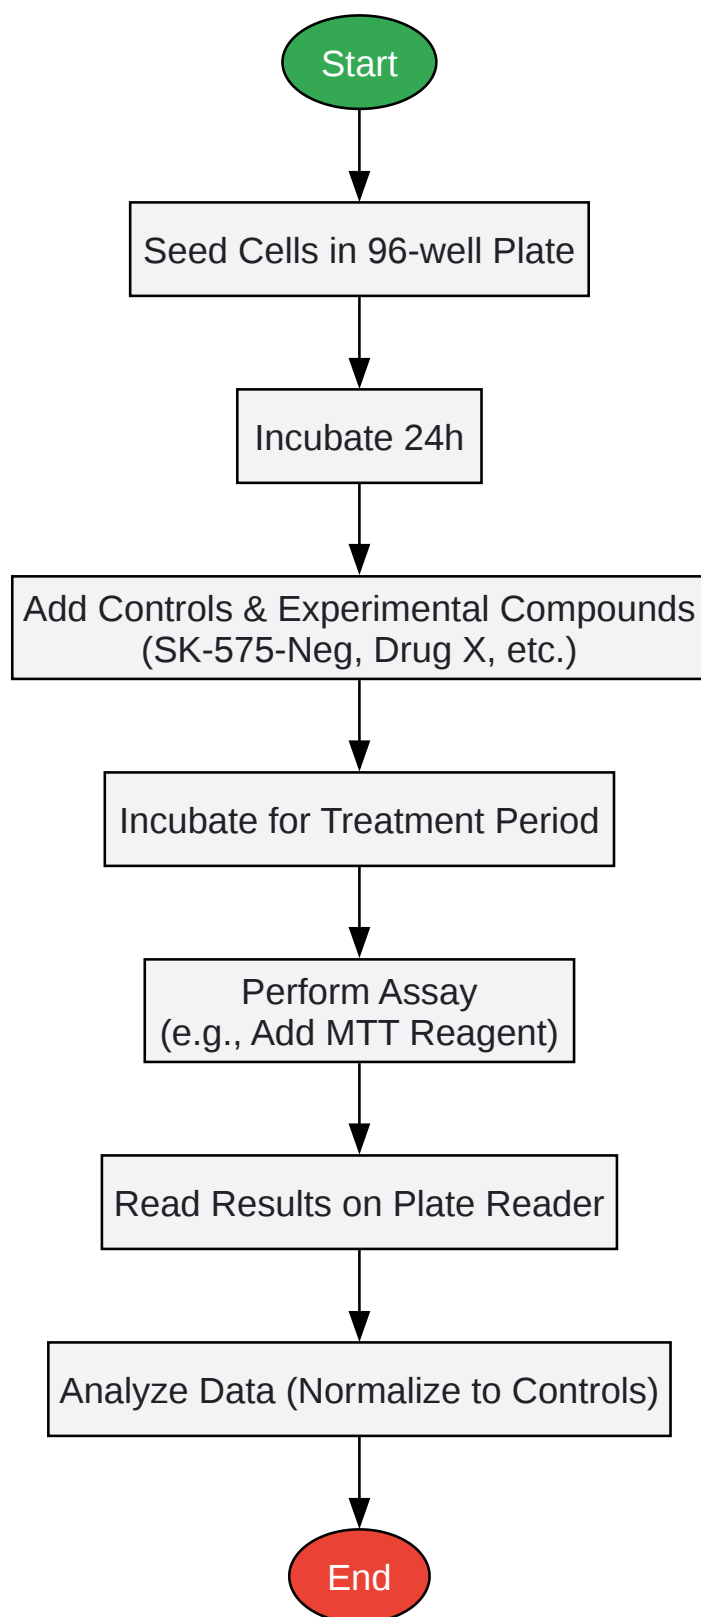 Start
Seed Cells in 96-well Plate
Incubate 24h
Add Controls & Experimental Compounds
(SK-575-Neg, Drug X, etc.)
Incubate for Treatment Period
Perform Assay
(e.g., Add MTT Reagent)
Read Results on Plate Reader
Analyze Data (Normalize to Controls)
End